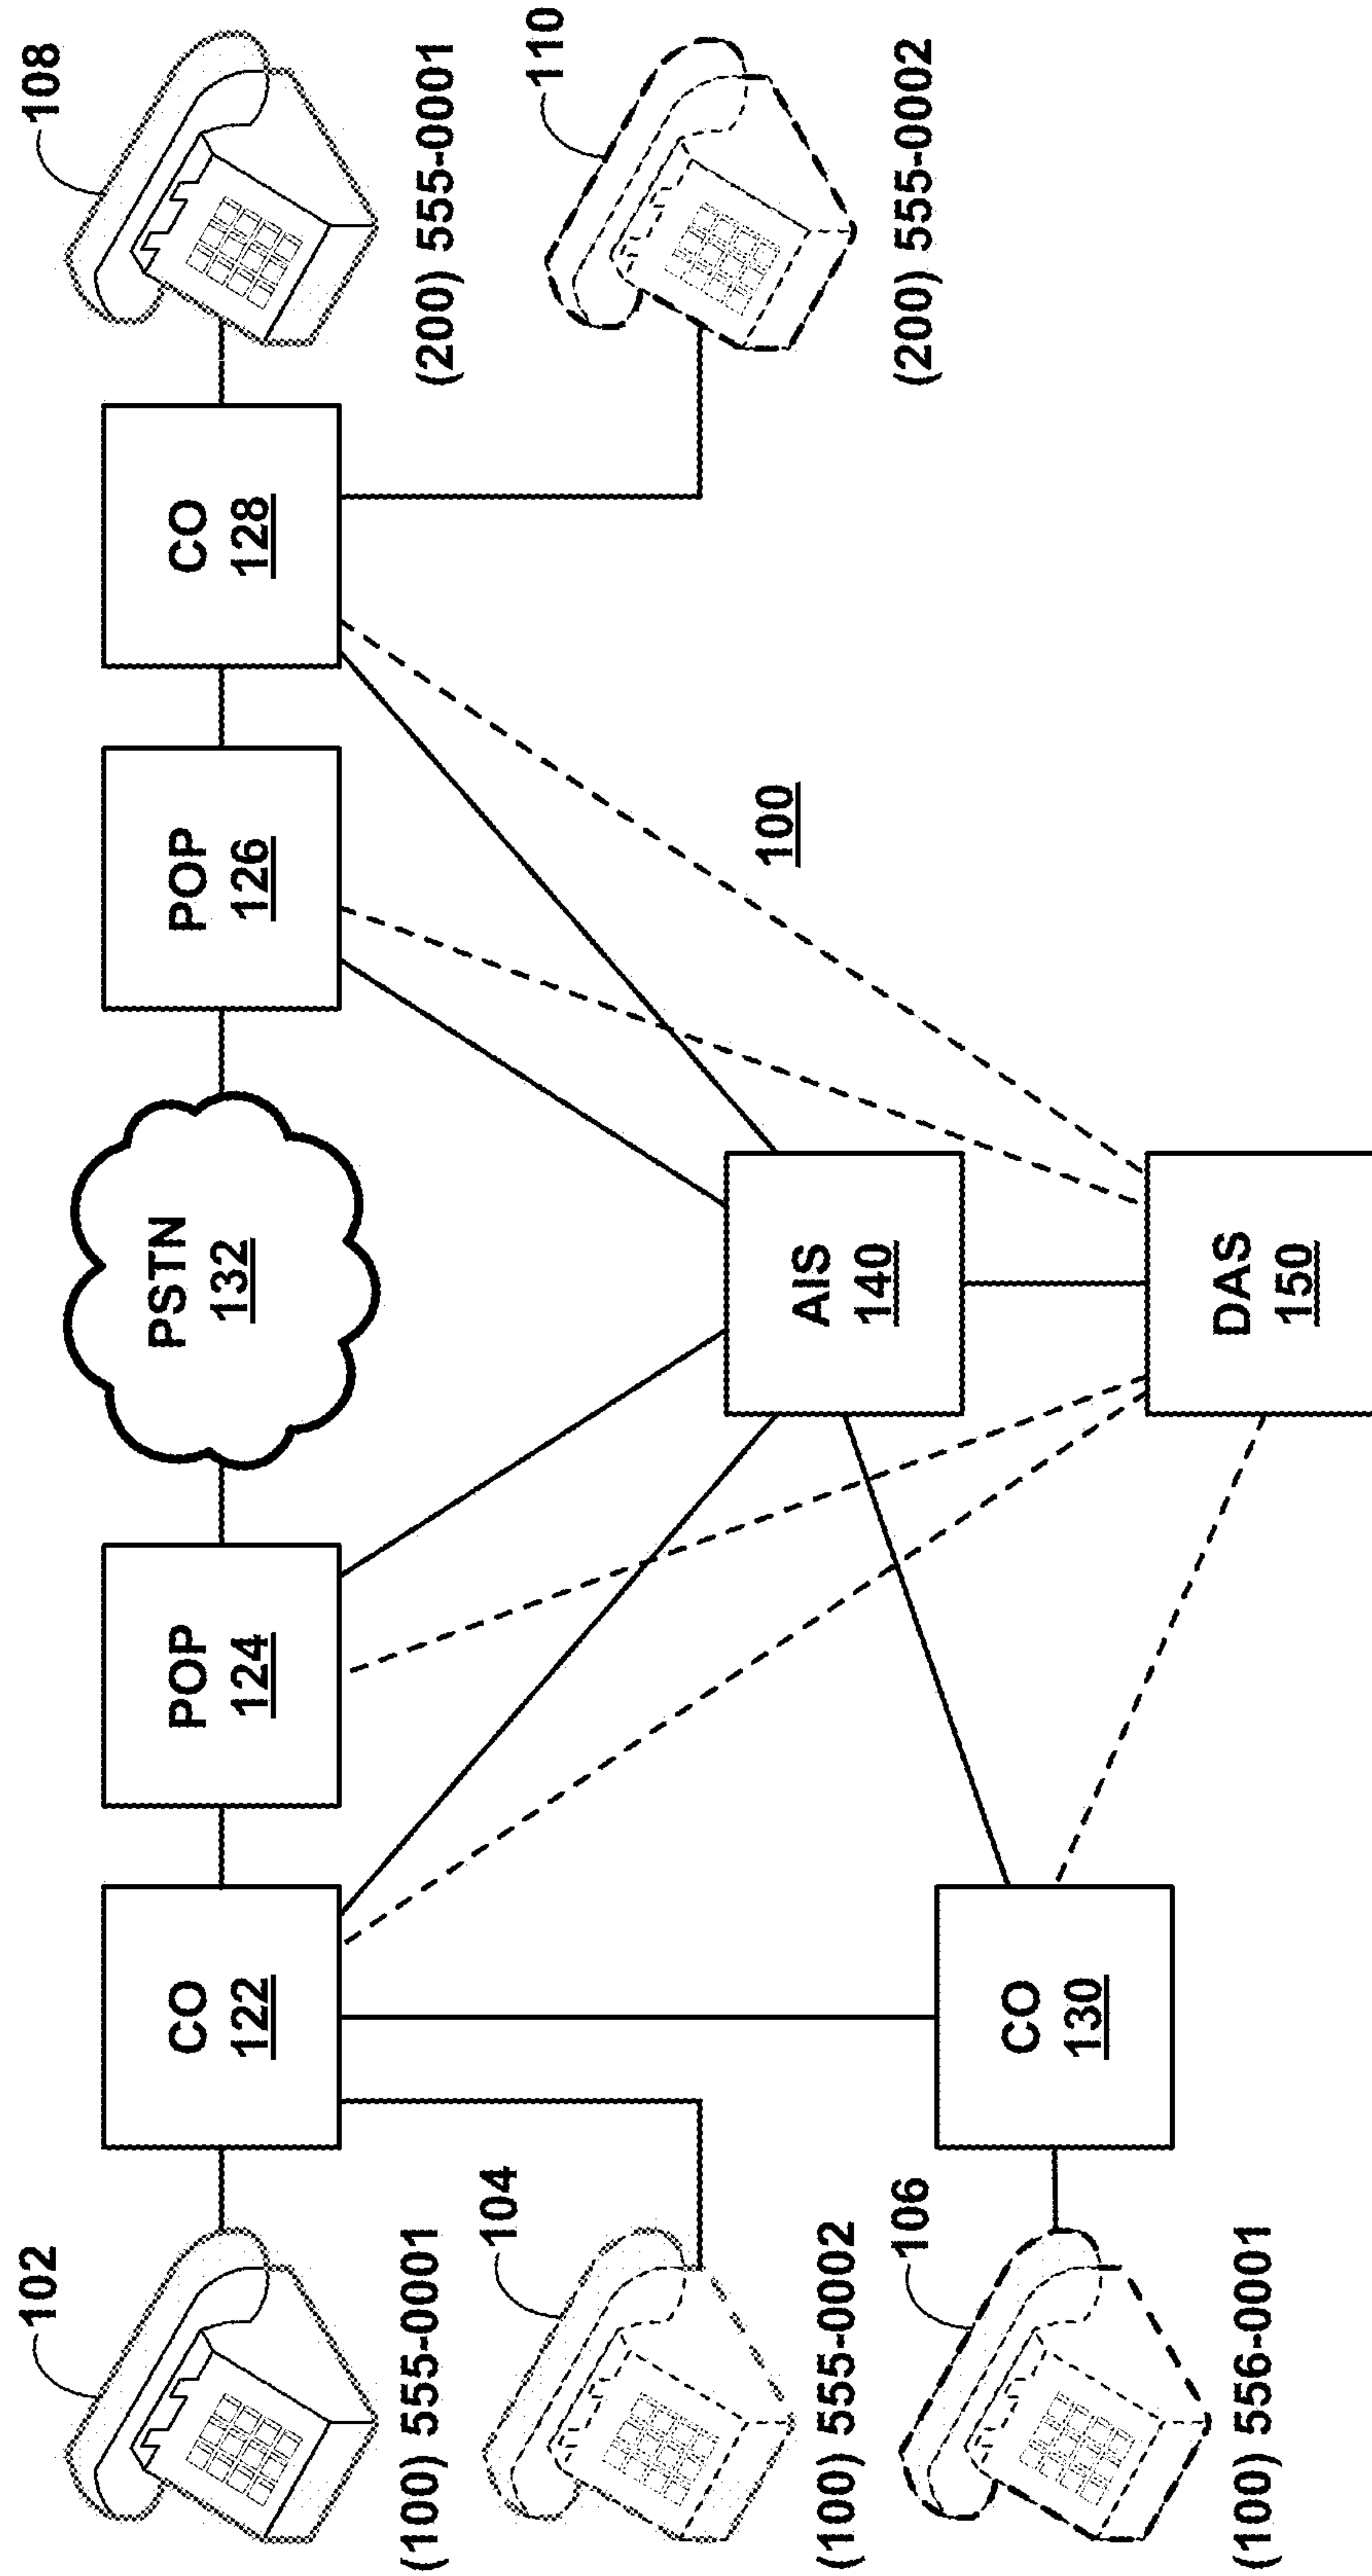 102
(100) 555-0001
104
(100) 555-0002
106
(100) 556-0001
CO
122
POP
124
PSTN
132
POP
126
CO
128
108
(200) 555-0001
110
(200) 555-0002
CO
130
AIS
140
DAS
150
100